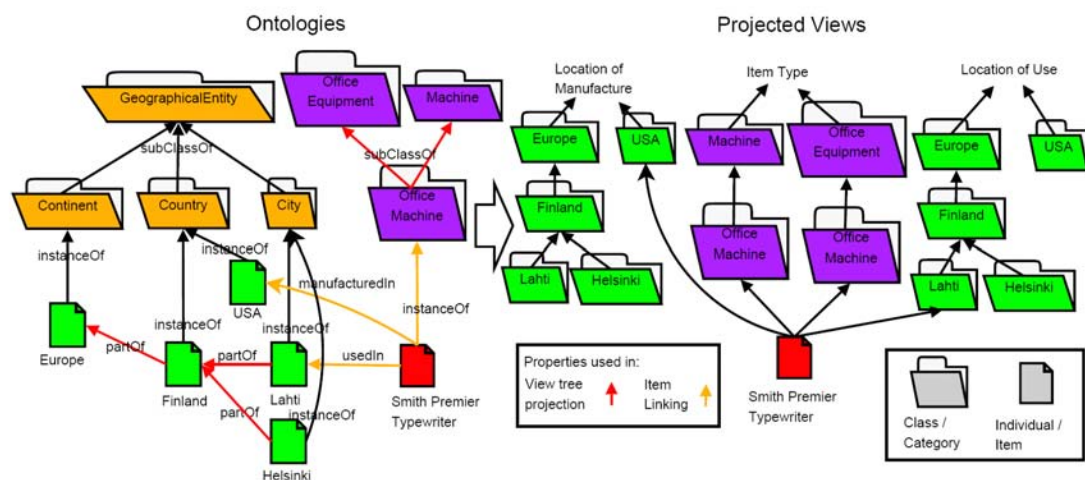 Ontologies
Projected Views
GeographicalEntity
Office
Equipment
Machine
subClassOf
subClassOf
Continent
Country
City
Office
Machine
instanceOf
instanceOf
manufacturedIn
instanceOf
USA
instanceOf
Europe
partOf
Finland
partOf
instanceOf
Lahti
usedIn
Smith Premier
Typewriter
partOf
Helsinki
Location of
Manufacture
Europe
USA
Finland
Lahti
Helsinki
Item Type
Machine
Office
Equipment
Office
Machine
Office
Machine
Location of Use
Europe
USA
Finland
Lahti
Helsinki
Smith Premier
Typewriter
Properties used in:
View tree
projection
Item
Linking
Class /
Category
Individual /
Item